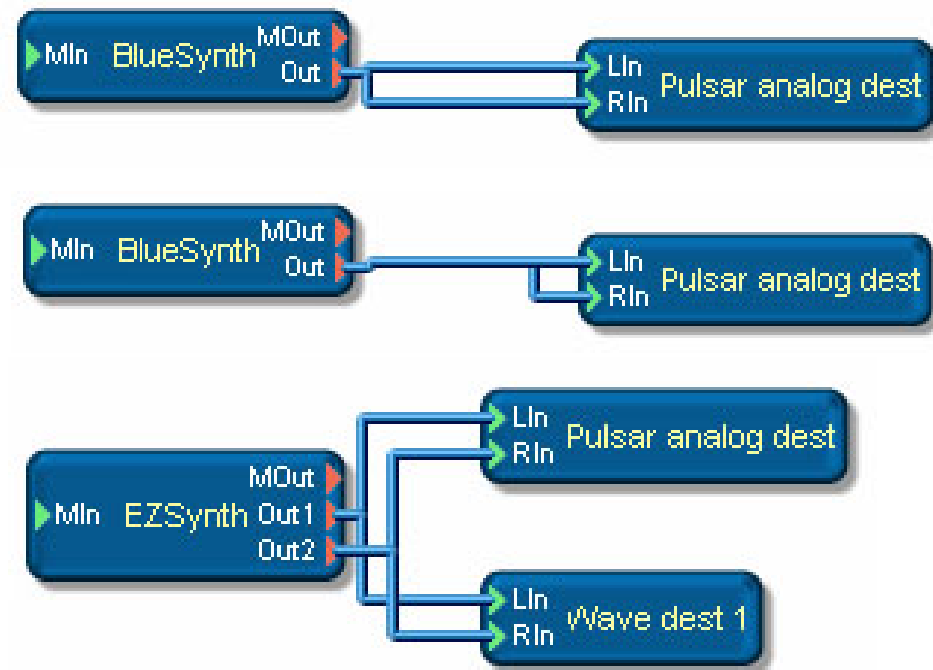 MIn BlueSynth MOut
Out
LIn
RIn
Pulsar analog dest
MIn BlueSynth MOut
Out
LIn
RIn
Pulsar analog dest
MIn EZSynth MOut
Out1
Out2
LIn
RIn
Pulsar analog dest
LIn
RIn
Wave dest 1